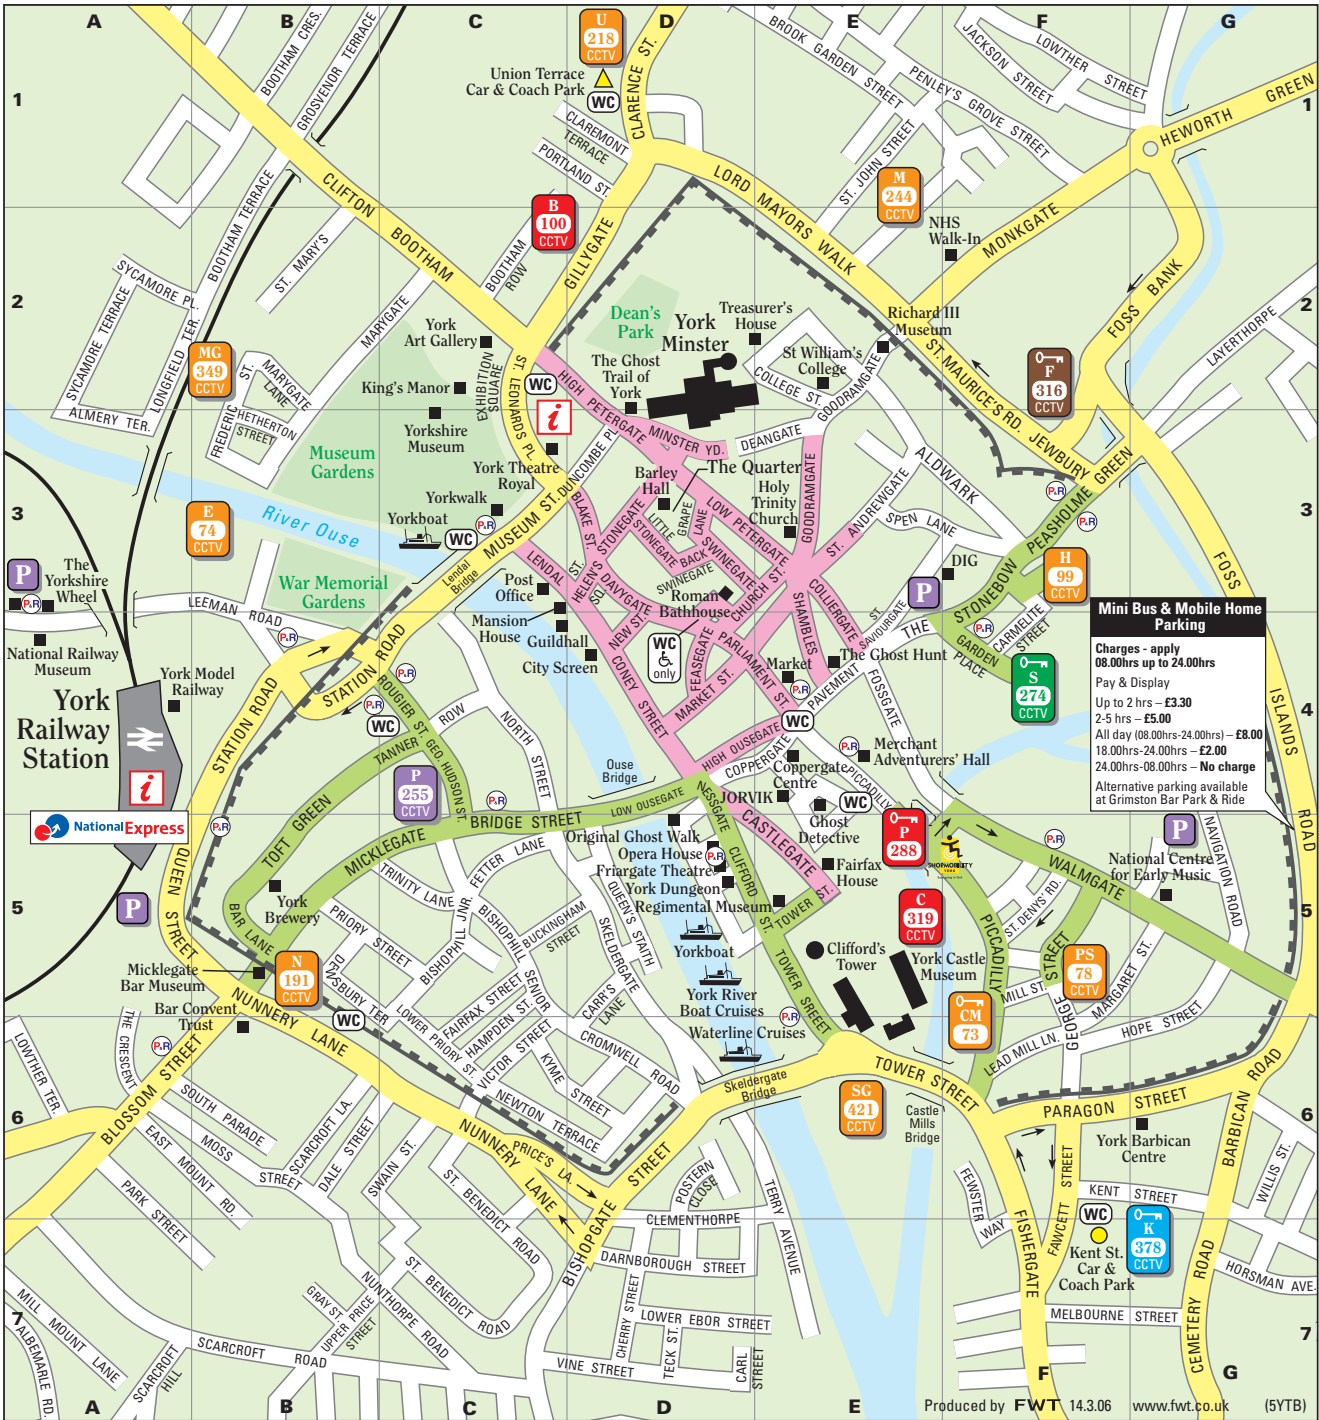 A
B
C
D
E
F
G
1
U
218
CCTV
Union Terrace
Car & Coach Park
WC
CLARENCE ST.
BOOTHAM CRES.
GROSVENOR TERRACE
BROOK GARDEN STREET
PENLEY'S GROVE STREET
JACKSON STREET
LOWTHER STREET
HEWORTH GREEN
1
CLAREMONT
TERRACE
PORTLAND ST.
ST. JOHN STREET
M
244
CCTV
LORD MAYORS WALK
MONKGATE
NHS
Walk-In
CLIFTON
BOOTHAM
BOOTHAM TERRACE
ST. MARY'S
B
100
CCTV
BOOTHAM
ROW
GILLYGATE
2
SYCAMORE PL.
SYCAMORE TERRACE
LONGFIELD TER.
ALMERY TER.
MARYGATE
MG
349
CCTV
MARYGATE
LANE
FREDERIC
ST.
HETHERTON
STREET
York
Art Gallery
King's Manor
EXHIBITION
SQUARE
Yorkshire
Museum
Museum
Gardens
ST. LEONARDS PL.
WC
i
Dean's
Park
York
Minster
Treasurer's
House
The Ghost
Trail of
York
St William's
College
COLLEGE ST.
Richard III
Museum
FOSS BANK
2
LAYERTHORPE
F
316
CCTV
ST. MAURICE'S RD.
JEWBURY
HIGH PETERGATE
MINSTER YD.
DEANGATE
GOODRAMGATE
ALDWARK
PEASHOLME GREEN
P&R
P&R
3
E
74
CCTV
River Ouse
Yorkwalk
P&R
WC
Yorkboat
York Theatre
Royal
DUNCOMBE PL.
MUSEUM ST.
Lendal
Bridge
LENDAL
BLAKE ST.
STONEGATE
Barley
Hall
The Quarter
Holy
Trinity
Church
GOODRAMGATE
LITTLE
STONEGATE
GRAPE
LANE
LOW PETERGATE
BACK
SWINEGATE
SWINEGATE
CHURCH ST.
ST. ANDREWGATE
SPEN LANE
DIG
P
H
99
CCTV
FOSS
3
ISLANDS
ROAD
STONEBOW
P&R
CARMELITE
STREET
GARDEN
PLACE
S
274
CCTV
Mini Bus & Mobile Home
Parking
Charges - apply
08.00hrs up to 24.00hrs
Pay & Display
Up to 2 hrs – £3.30
2-5 hrs – £5.00
All day (08.00hrs-24.00hrs) – £8.00
18.00hrs-24.00hrs – £2.00
24.00hrs-08.00hrs – No charge
Alternative parking available
at Grimston Bar Park & Ride
P
P&R
The
Yorkshire
Wheel
War Memorial
Gardens
LEEMAN ROAD
P&R
National Railway
Museum
York Model
Railway
York
Railway
Station
i
NationalExpress
STATION ROAD
STATION ROAD
Post
Office
Mansion
House
Guildhall
City Screen
ST.
HELEN'S
SQ.
DAVYGATE
NEW ST.
Roman
Bathhouse
WC
only
FEASEGATE
PARLIAMENT ST.
MARKET ST.
CONEY STREET
SHAMBLES
COLLIERGATE
ST.
SAVIOURGATE
THE
The Ghost Hunt
Market
P&R
WC
PAVEMENT
FOSSGATE
4
P&R
ROUGIER ST.
P&R
WC
ROW
TANNER
NORTH STREET
GEO. HUDSON ST.
P
255
CCTV
P&R
Ouse
Bridge
HIGH OUSEGATE
COPPERGATE
Coppergate
Centre
P&R
Merchant
Adventurers' Hall
PICCADILLY
4
TOFT GREEN
MICKLEGATE
BRIDGE STREET
LOW OUSEGATE
NESSGATE
JORVIK
Ghost
Detective
WC
P
288
CCTV
SHOPMOBILITY
YORK
P&R
P
National Centre
for Early Music
NAVIGATION ROAD
WALMGATE
Original Ghost Walk
Opera House
Friargate Theatre
P&R
York Dungeon
Regimental Museum
CLIFFORD
ST.
CASTLEGATE
Fairfax
House
TOWER ST.
C
319
CCTV
5
P
QUEEN STREET
P&R
BAR LANE
York
Brewery
TRINITY LANE
FETTER LANE
PRIORY STREET
BISHOPHILL JNR.
BISHOPHILL SENIOR
BUCKINGHAM
STREET
QUEEN'S STAITH
SKELDERGATE
Yorkboat
York River
Boat Cruises
Waterline Cruises
Clifford's
Tower
York Castle
Museum
TOWER SREEET
P&R
PICCADILLY
ST. DENYS' RD.
STREET
GEORGE
MILL ST.
PS
78
CCTV
MARGARET ST.
HOPE STREET
5
Micklegate
Bar Museum
N
191
CCTV
Bar Convent
Trust
DEWSBURY TER
WC
NUNNERY LANE
LOWER PRIORY ST.
FAIRFAX STREET
HAMPDEN ST.
VICTOR STREET
CARR'S
LANE
KYME STREET
CROMWELL ROAD
NEWTON TERRACE
CM
73
CCTV
LEAD MILL LN.
6
LOWTHER TER.
THE CRESCENT
P&R
BLOSSOM STREET
SOUTH PARADE
MOSS
STREET
EAST MOUNT RD.
PARK STREET
SCARCROFT LA.
DALE STREET
SWAIN ST.
NUNNERY LANE
PRICE'S LA.
ST. BENEDICT ROAD
BISHOPGATE STREET
Skeldergate
Bridge
SG
421
CCTV
TOWER STREET
Castle
Mills
Bridge
PARAGON STREET
York Barbican
Centre
BARBICAN ROAD
6
WILLIS ST.
POSTERN
CLOSE
TERRY AVENUE
FEWSTER
WAY
FISHERGATE
FAWCETT STREET
KENT STREET
WC
Kent St.
Car &
Coach Park
K
378
CCTV
CEMETERY ROAD
HORSMAN AVE.
MELBOURNE STREET
CLEMENTHORPE
DARNBOROUGH STREET
ST. BENEDICT ROAD
NUNTHORPE ROAD
GRAY ST.
UPPER PRICE
STREET
LOWER EBOR STREET
CHERRY STREET
TECK ST.
CARL
STREET
VINE STREET
7
MILL MOUNT LANE
ALBEMARLE RD.
SCARCROFT
HILL
SCARCROFT ROAD
7
A
B
C
D
E
F
G
Produced by FWT 14.3.06 www.fwt.co.uk (5YTB)